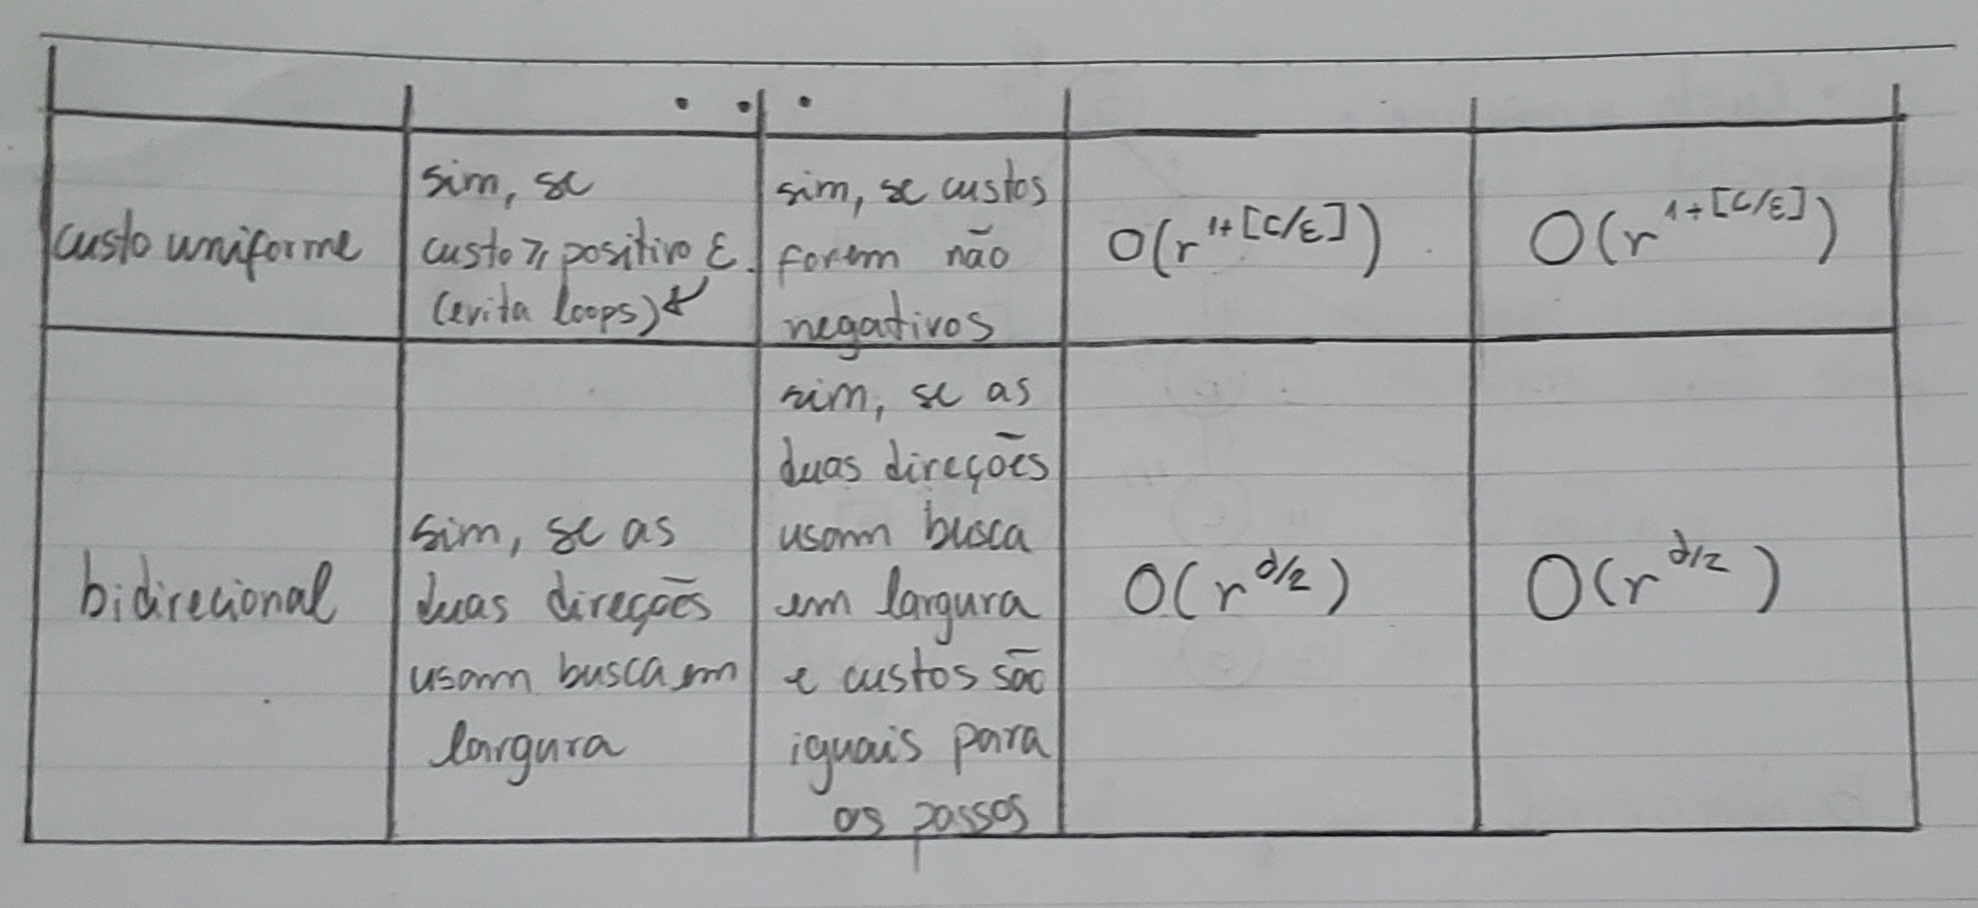 . . .
custo uniforme
sim, se
custo ⩾ positivo ε.
(evita loops)
sim, se custos
forem não
negativos
O(r^1+[C/ε])
O(r^1+[C/ε])
bidirecional
sim, se as
duas direções
usam busca em
largura
sim, se as
duas direções
usam busca
em largura
e custos são
iguais para
os passos
O(r^d/2)
O(r^d/2)